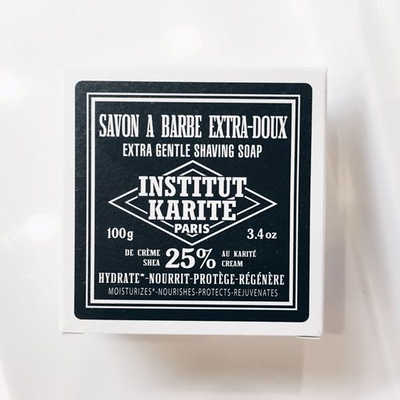 SAVON A BARBE EXTRA-DOUX
EXTRA GENTLE SHAVING SOAP
INSTITUT
KARITÉ
PARIS
100g 3.4 oz
DE CRÈME SHEA 25% AU KARITÉ CREAM
HYDRATE*-NOURRIT-PROTÈGE-RÉGÉNÈRE
MOISTURIZES*-NOURISHES-PROTECTS-REJUVENATES